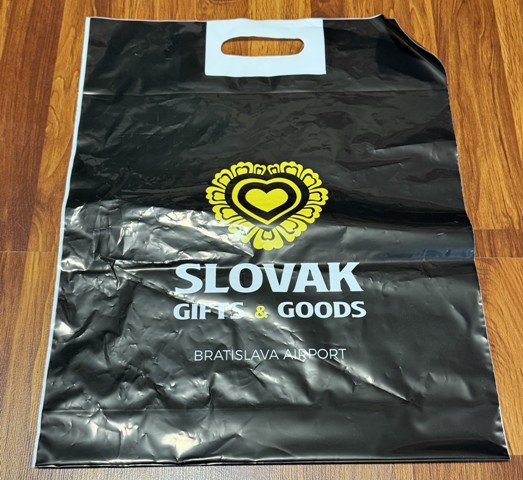 SLOVAK
GIFTS & GOODS
BRATISLAVA AIRPORT